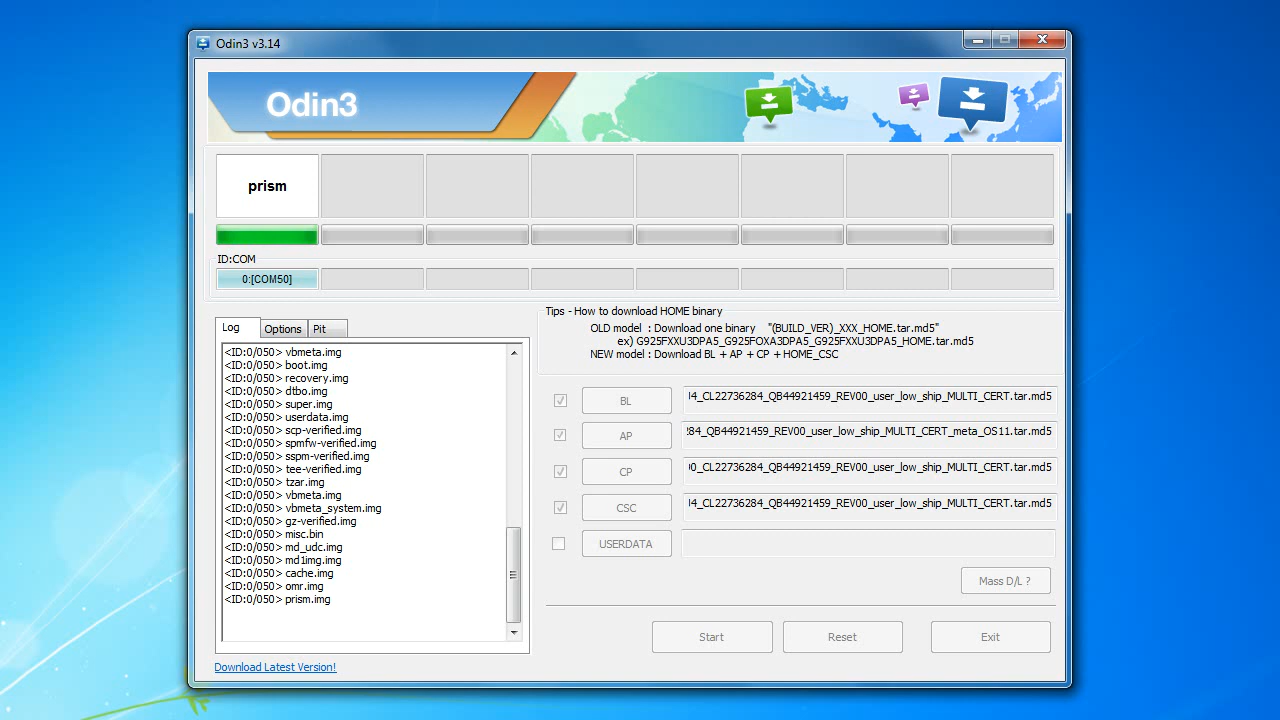 Odin3 v3.14
Odin3
prism
ID:COM
0:[COM50]
Log
Options
Pit
<ID:0/050> vbmeta.img
<ID:0/050> boot.img
<ID:0/050> recovery.img
<ID:0/050> dtbo.img
<ID:0/050> super.img
<ID:0/050> userdata.img
<ID:0/050> scp-verified.img
<ID:0/050> spmfw-verified.img
<ID:0/050> sspm-verified.img
<ID:0/050> tee-verified.img
<ID:0/050> tzar.img
<ID:0/050> vbmeta.img
<ID:0/050> vbmeta_system.img
<ID:0/050> gz-verified.img
<ID:0/050> misc.bin
<ID:0/050> md_udc.img
<ID:0/050> md1img.img
<ID:0/050> cache.img
<ID:0/050> omr.img
<ID:0/050> prism.img
Download Latest Version!
Tips - How to download HOME binary
OLD model : Download one binary "(BUILD_VER)_XXX_HOME.tar.md5"
ex) G925FXXU3DPA5_G925FOXA3DPA5_G925FXXU3DPA5_HOME.tar.md5
NEW model : Download BL + AP + CP + HOME_CSC
BL
4_CL22736284_QB44921459_REV00_user_low_ship_MULTI_CERT.tar.md5
AP
84_QB44921459_REV00_user_low_ship_MULTI_CERT_meta_OS11.tar.md5
CP
0_CL22736284_QB44921459_REV00_user_low_ship_MULTI_CERT.tar.md5
CSC
4_CL22736284_QB44921459_REV00_user_low_ship_MULTI_CERT.tar.md5
USERDATA
Mass D/L ?
Start
Reset
Exit